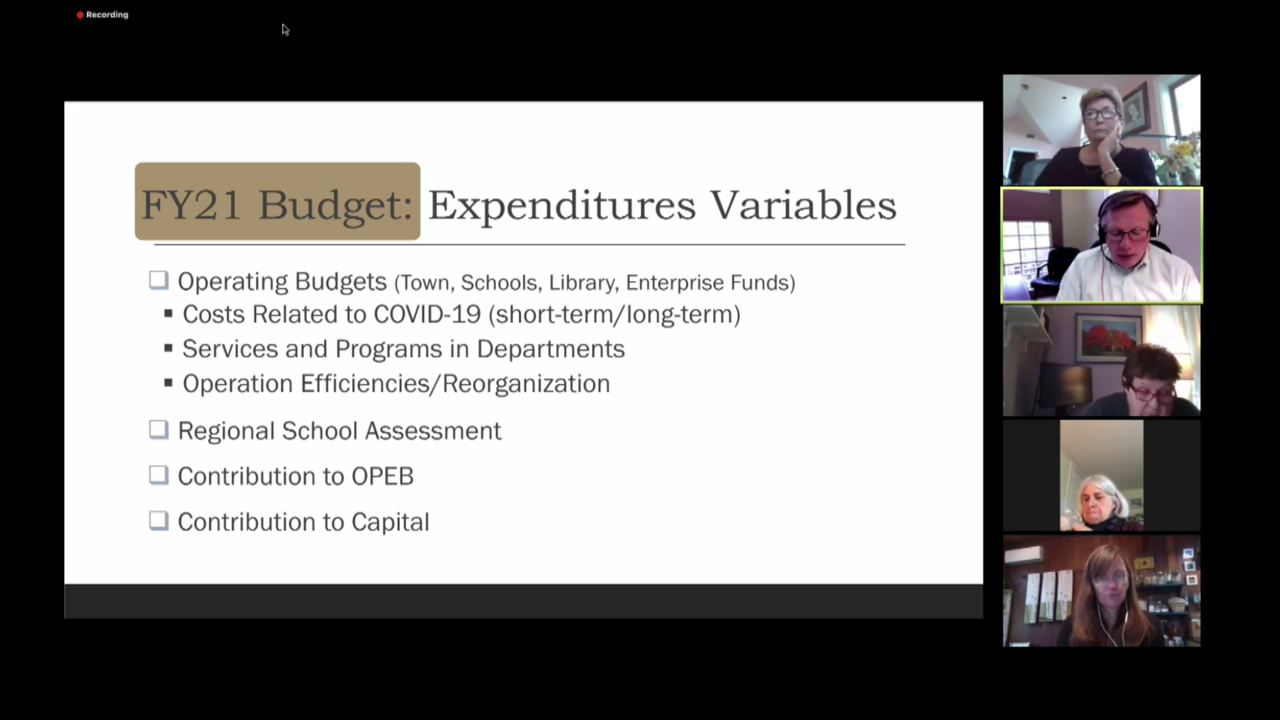 Recording
FY21 Budget: Expenditures Variables
Operating Budgets (Town, Schools, Library, Enterprise Funds)
Costs Related to COVID-19 (short-term/long-term)
Services and Programs in Departments
Operation Efficiencies/Reorganization
Regional School Assessment
Contribution to OPEB
Contribution to Capital